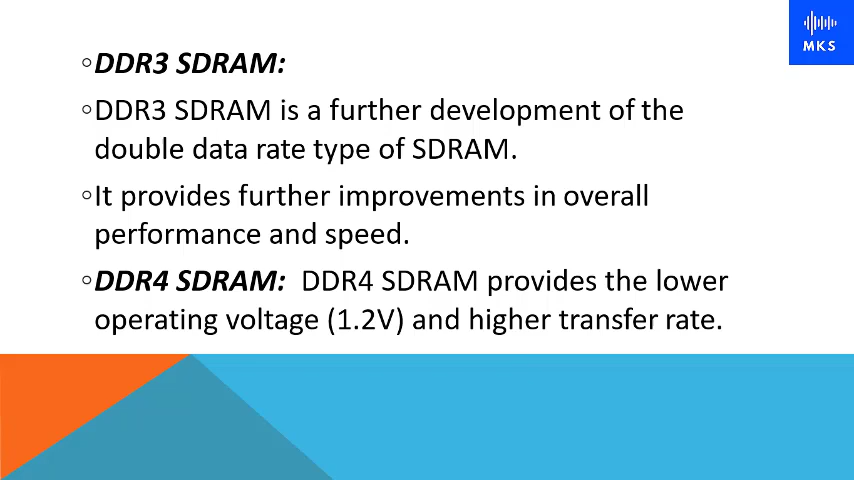 MKS
◦DDR3 SDRAM:
◦DDR3 SDRAM is a further development of the
double data rate type of SDRAM.
◦It provides further improvements in overall
performance and speed.
◦DDR4 SDRAM:  DDR4 SDRAM provides the lower
operating voltage (1.2V) and higher transfer rate.